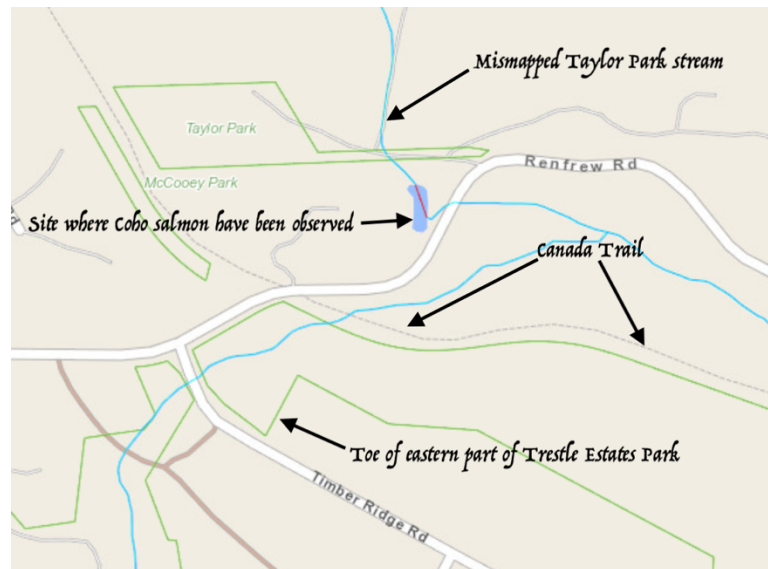 Mismapped Taylor Park stream
Taylor Park
Renfrew Rd
McCooey Park
Site where Coho salmon have been observed
Canada Trail
Toe of eastern part of Trestle Estates Park
Timber Ridge Rd